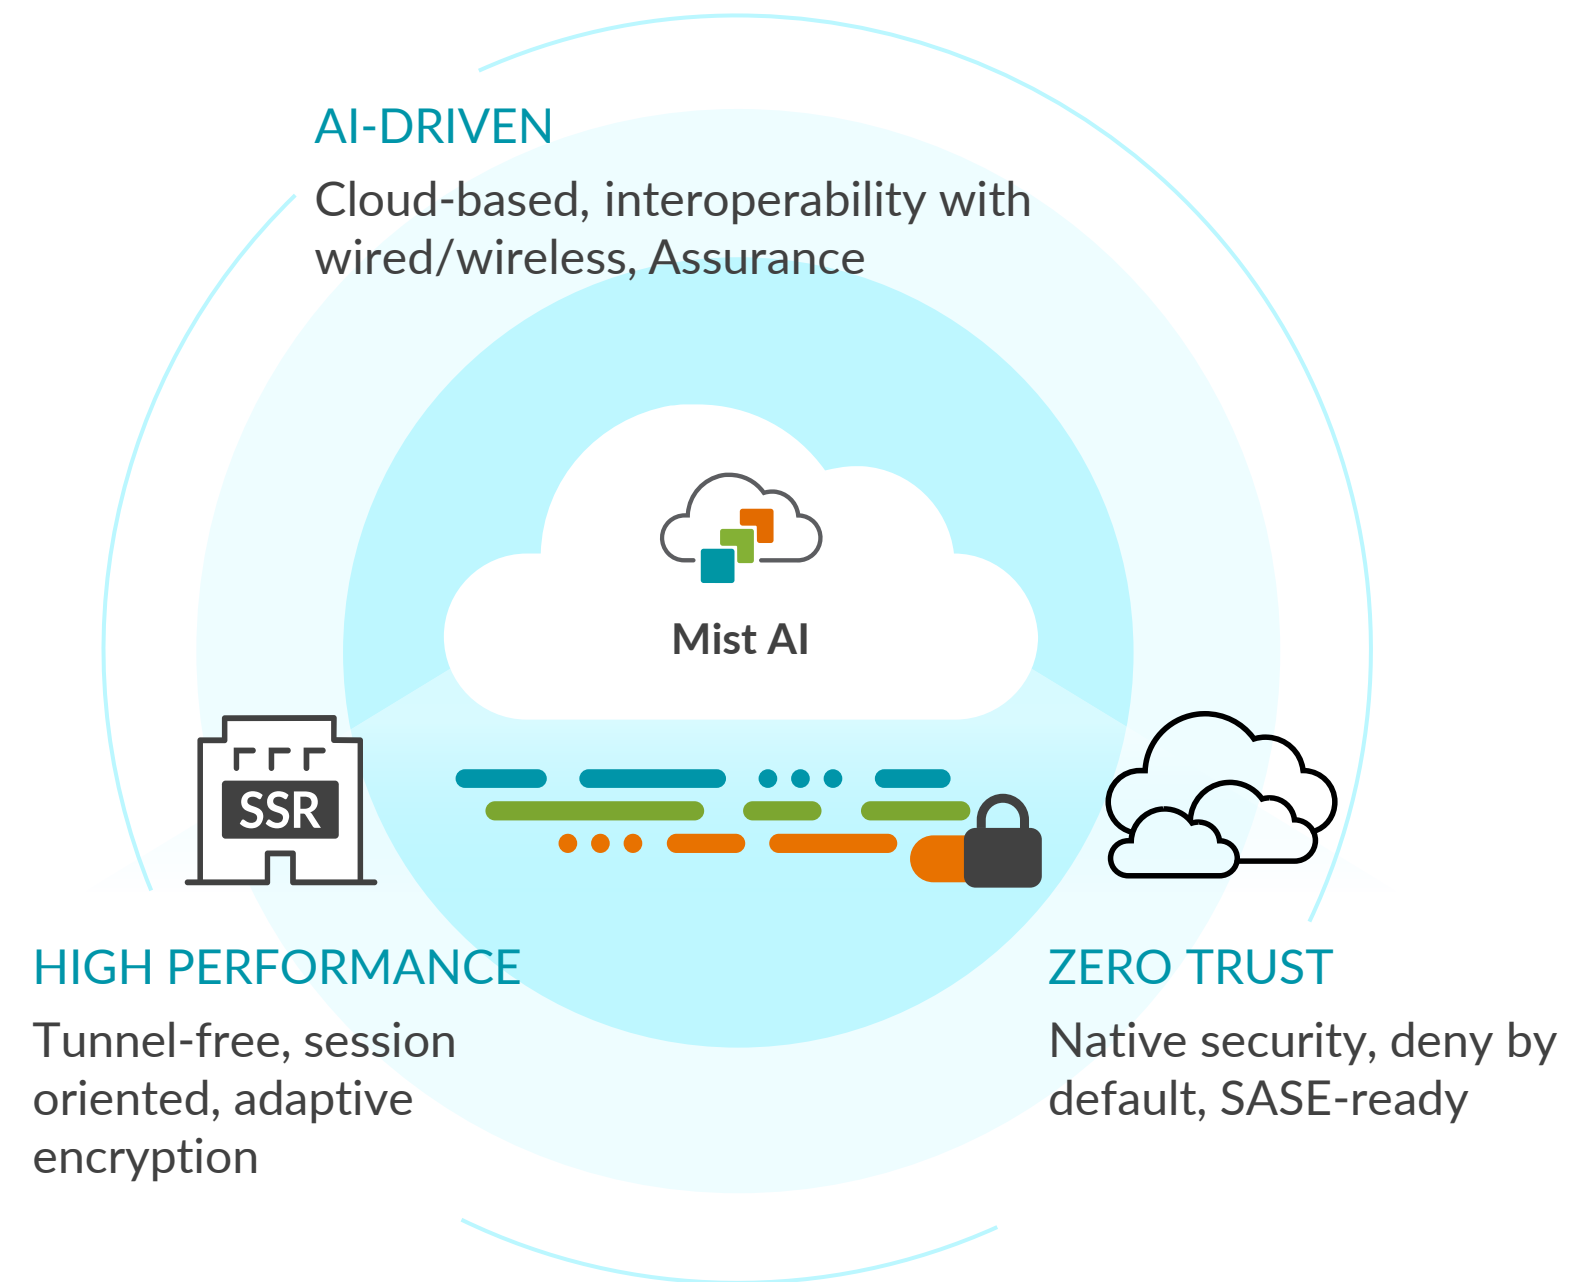 AI-DRIVEN
Cloud-based, interoperability with
wired/wireless, Assurance
Mist AI
SSR
HIGH PERFORMANCE
Tunnel-free, session
oriented, adaptive
encryption
ZERO TRUST
Native security, deny by
default, SASE-ready